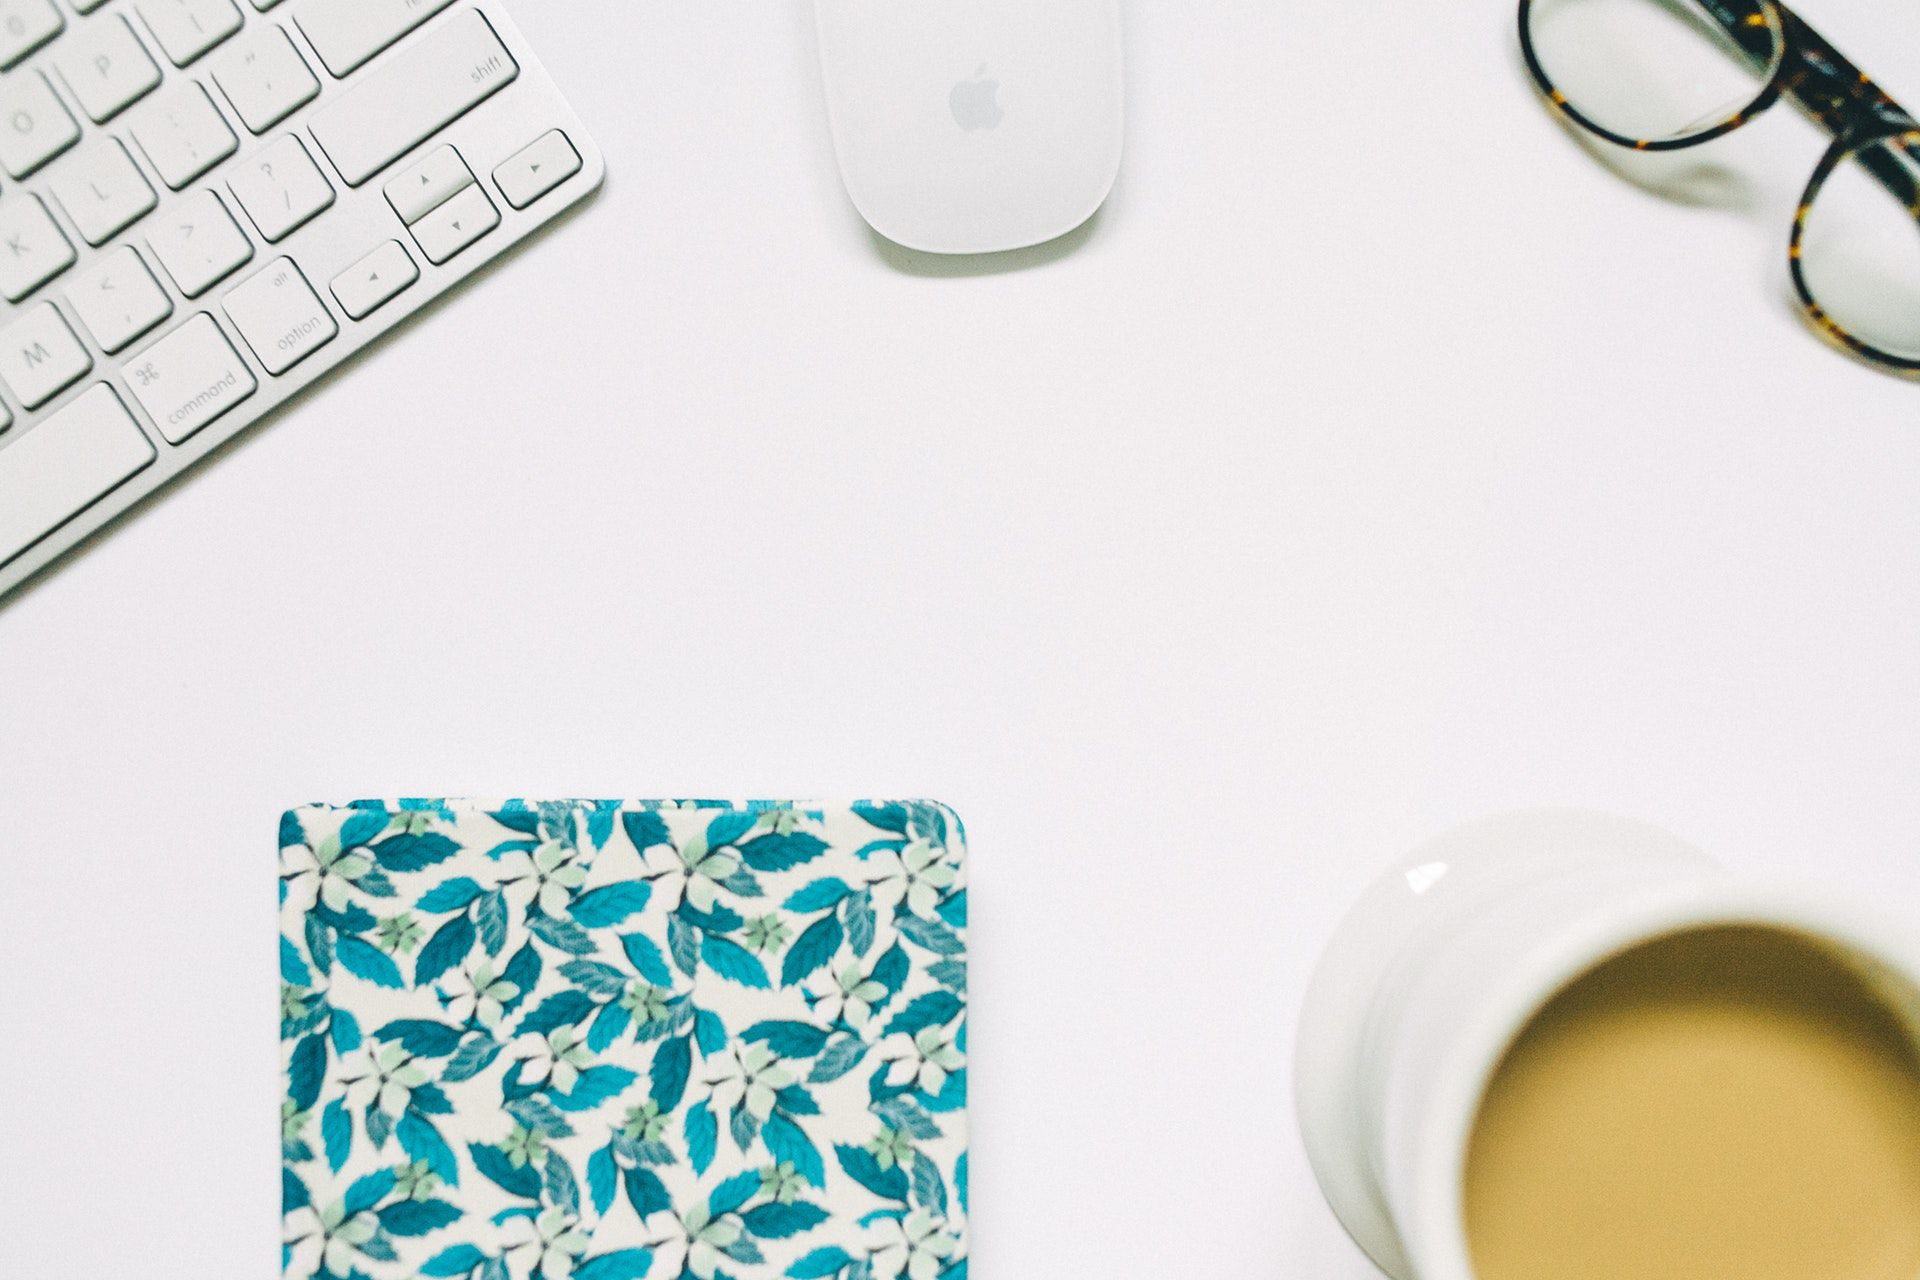 P
O
L
K
M
" '
: ;
? /
> .
< ,
shift
alt
option
⌘
command